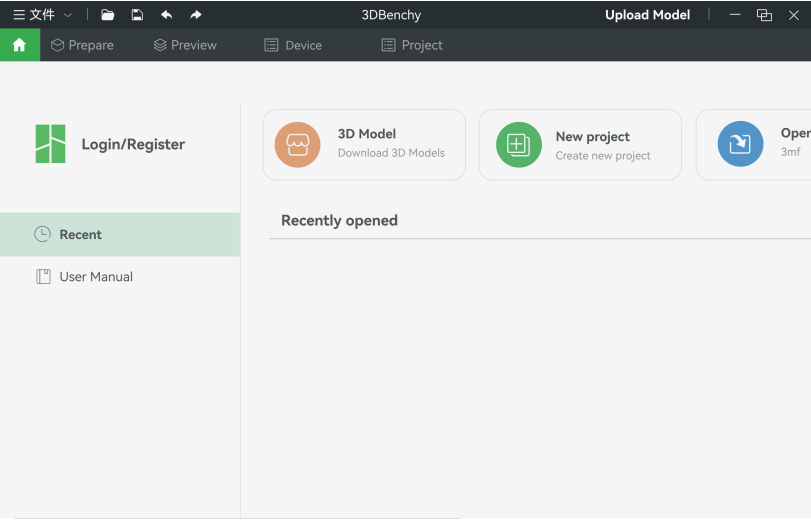 文件
3DBenchy
Upload Model
Prepare
Preview
Device
Project
Login/Register
3D Model
Download 3D Models
New project
Create new project
Open
3mf
Recent
User Manual
Recently opened